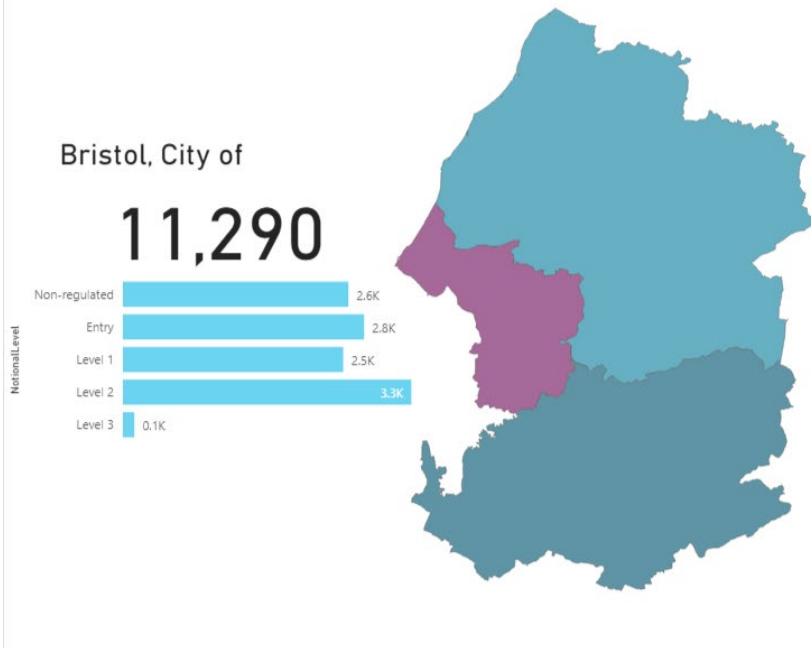 Bristol, City of
11,290
NotionalLevel
Non-regulated 2.6K
Entry 2.8K
Level 1 2.5K
Level 2 3.3K
Level 3 0.1K